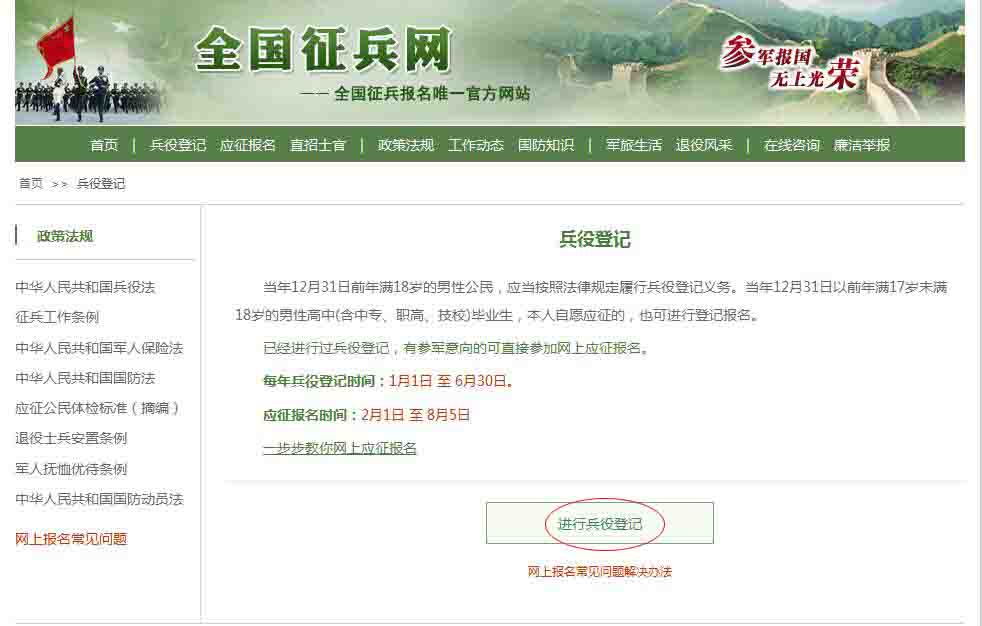 全国征兵网
—— 全国征兵报名唯一官方网站
参军报国
无上光荣
首页 | 兵役登记 应征报名 直招士官 | 政策法规 工作动态 国防知识 | 军旅生活 退役风采 | 在线咨询 廉洁举报
首页 >> 兵役登记
政策法规
中华人民共和国兵役法
征兵工作条例
中华人民共和国军人保险法
中华人民共和国国防法
应征公民体检标准（摘编）
退役士兵安置条例
军人抚恤优待条例
中华人民共和国国防动员法
网上报名常见问题
兵役登记
当年12月31日前年满18岁的男性公民，应当按照法律规定履行兵役登记义务。当年12月31日以前年满17岁未满
18岁的男性高中(含中专、职高、技校)毕业生，本人自愿应征的，也可进行登记报名。
已经进行过兵役登记，有参军意向的可直接参加网上应征报名。
每年兵役登记时间：1月1日 至 6月30日。
应征报名时间：2月1日 至 8月5日
一步步教你网上应征报名
进行兵役登记
网上报名常见问题解决办法